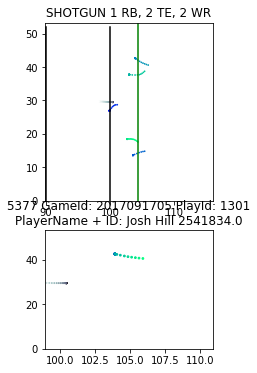 SHOTGUN 1 RB, 2 TE, 2 WR
50
40
30
20
10
0
90 100 110
5377 GameId: 2017091705 PlayId: 1301
PlayerName + ID: Josh Hill 2541834.0
40
20
0
100.0 102.5 105.0 107.5 110.0